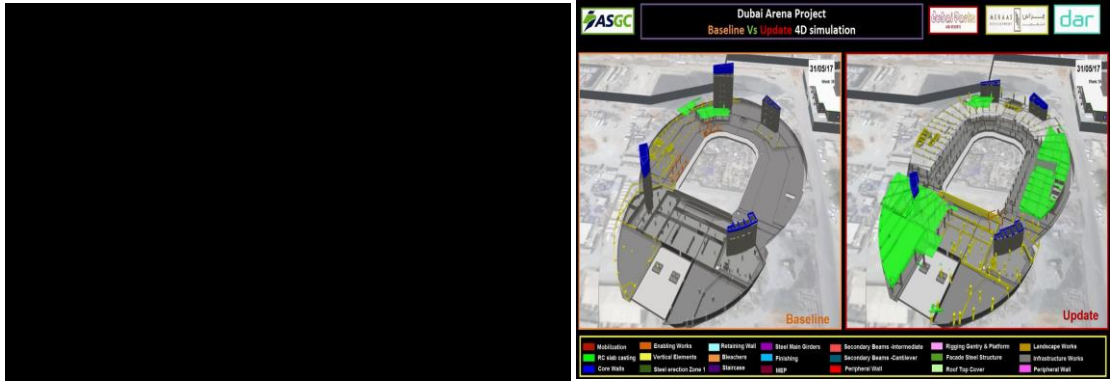 ASGC
Dubai Arena Project
Baseline Vs Update 4D simulation
MERAAS
dar
31/05/17
31/05/17
Baseline
Update
Mobilization
Enabling Works
Retaining Wall
Steel Main Girders
Secondary Beams -Intermediate
Rigging Gantry & Platform
Landscape Works
RC slab casting
Vertical Elements
Bleachers
Finishing
Secondary Beams -Cantilever
Facade Steel Structure
Infrastructure Works
Core Walls
Steel erection Zone 1
Staircase
MEP
Peripheral Wall
Roof Top Cover
Peripheral Wall